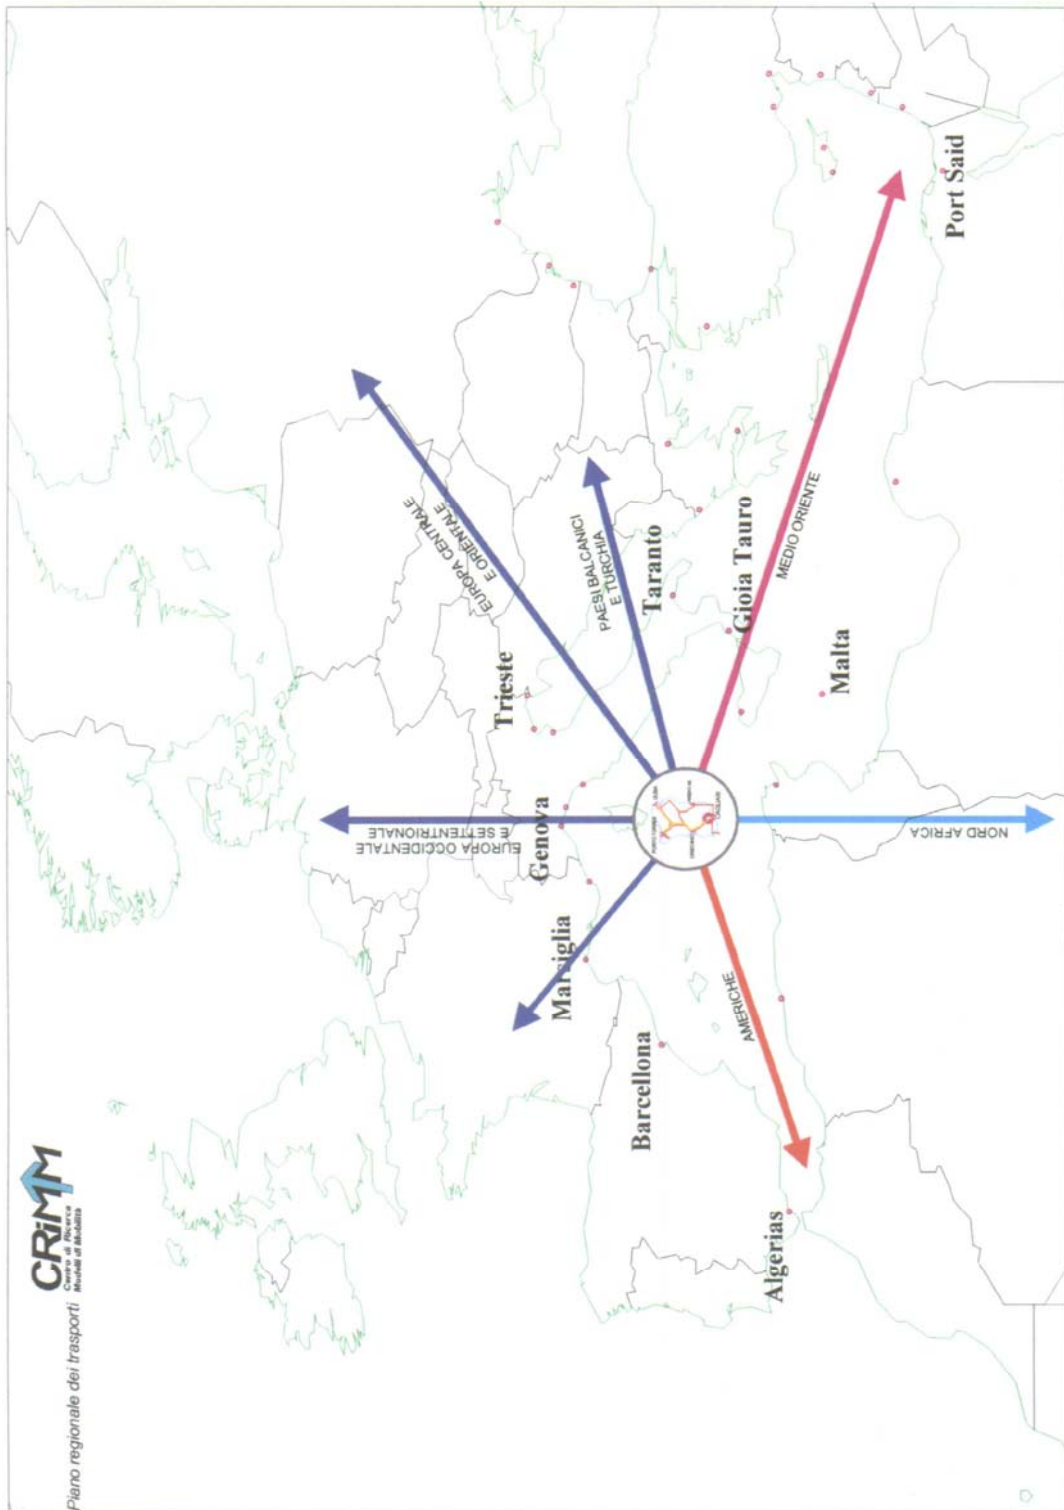 Piano regionale dei trasporti
CRiMM
Centro di Ricerca
Modelli di Mobilità
EUROPA OCCIDENTALE
E SETTENTRIONALE
EUROPA CENTRALE
E ORIENTALE
PAESI BALCANICI
E TURCHIA
Trieste
Genova
Marsiglia
Barcellona
Taranto
Gioia Tauro
Algerias
AMERICHE
Malta
MEDIO ORIENTE
NORD AFRICA
Port Said
CAGLIARI